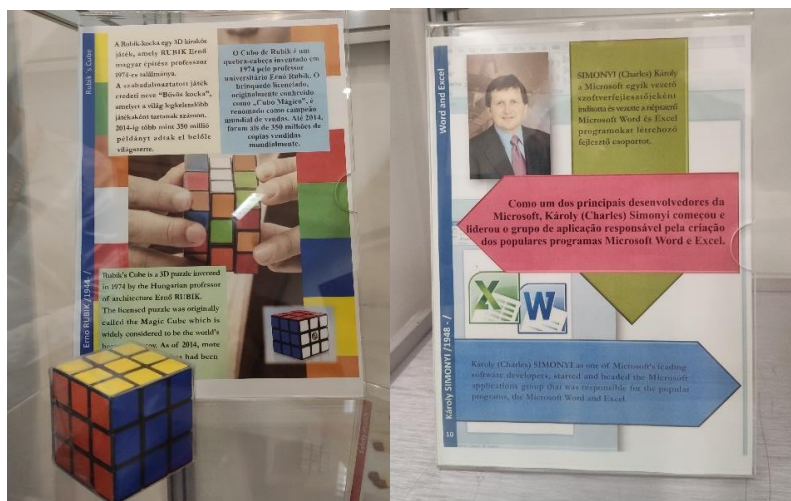 Rubik's Cube
A Rubik-kocka egy 3D kirakós
játék, amely RUBIK Ernő
magyar építész professzor
1974-es találmánya.
A szabadalmaztatott játék
eredeti neve "Bűvös kocka",
amelyet a világ legkelendőbb
játékaként tartanak számon.
2014-ig több mint 350 millió
példányt adtak el belőle
világszerte.
O Cubo de Rubik é um
quebra-cabeça inventado em
1974 pelo professor
universitário Ernő Rubik. O
brinquedo licenciado,
originalmente conhecido
como „Cubo Mágico", é
renomado como campeão
mundial de vendas. Até 2014,
foram als de 350 milhões de
copias vendidas
mundialmente.
Rubik's Cube is a 3D puzzle invented
in 1974 by the Hungarian professor
of architecture Ernő RUBIK.
The licensed puzzle was originally
called the Magic Cube which is
widely considered to be the world's
As of 2014, more
had been
Erno RUBIK /1944- /
Word and Excel
SIMONYI (Charles) Károly
a Microsoft egyik vezető
szoftverfejlesztőjeként
indította és vezette a népszerű
Microsoft Word és Excel
programokat létrehozó
fejlesztő csoportot.
Como um dos principais desenvolvedores da
Microsoft, Károly (Charles) Simonyi começou e
liderou o grupo de aplicação responsável pela criação
dos populares programas Microsoft Word e Excel.
X W
Károly (Charles) SIMONYI as one of Microsoft's leading
software developers, started and headed the Microsoft
applications group that was responsible for the popular
programs, the Microsoft Word and Excel.
Károly SIMONYI /1948 - /
10